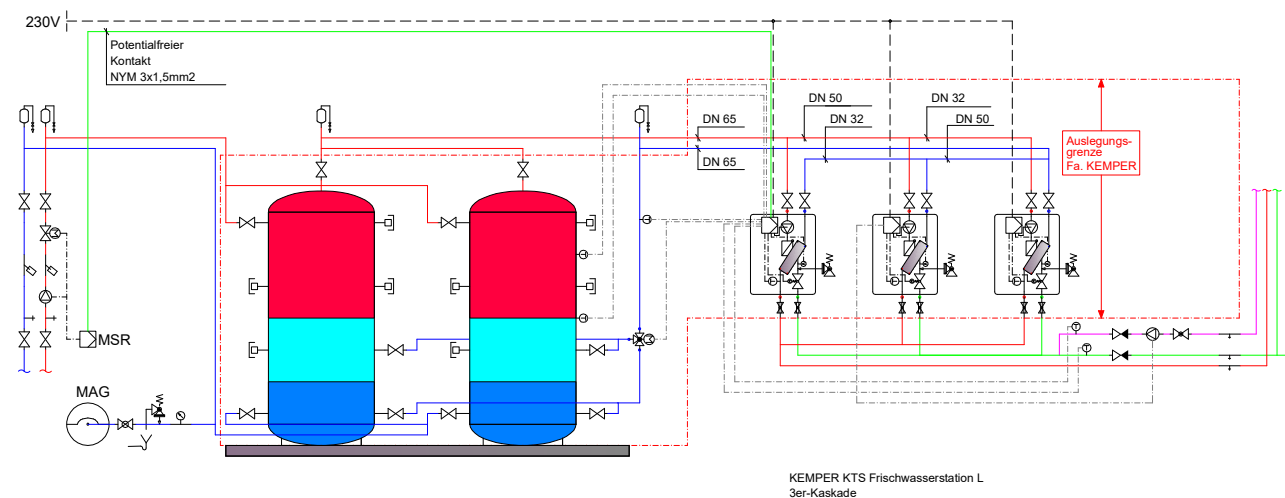 230V
Potentialfreier
Kontakt
NYM 3x1,5mm2
DN 50
DN 32
DN 65
DN 32
DN 50
DN 65
Auslegungs-
grenze
Fa. KEMPER
MSR
MAG
KEMPER KTS Frischwasserstation L
3er-Kaskade